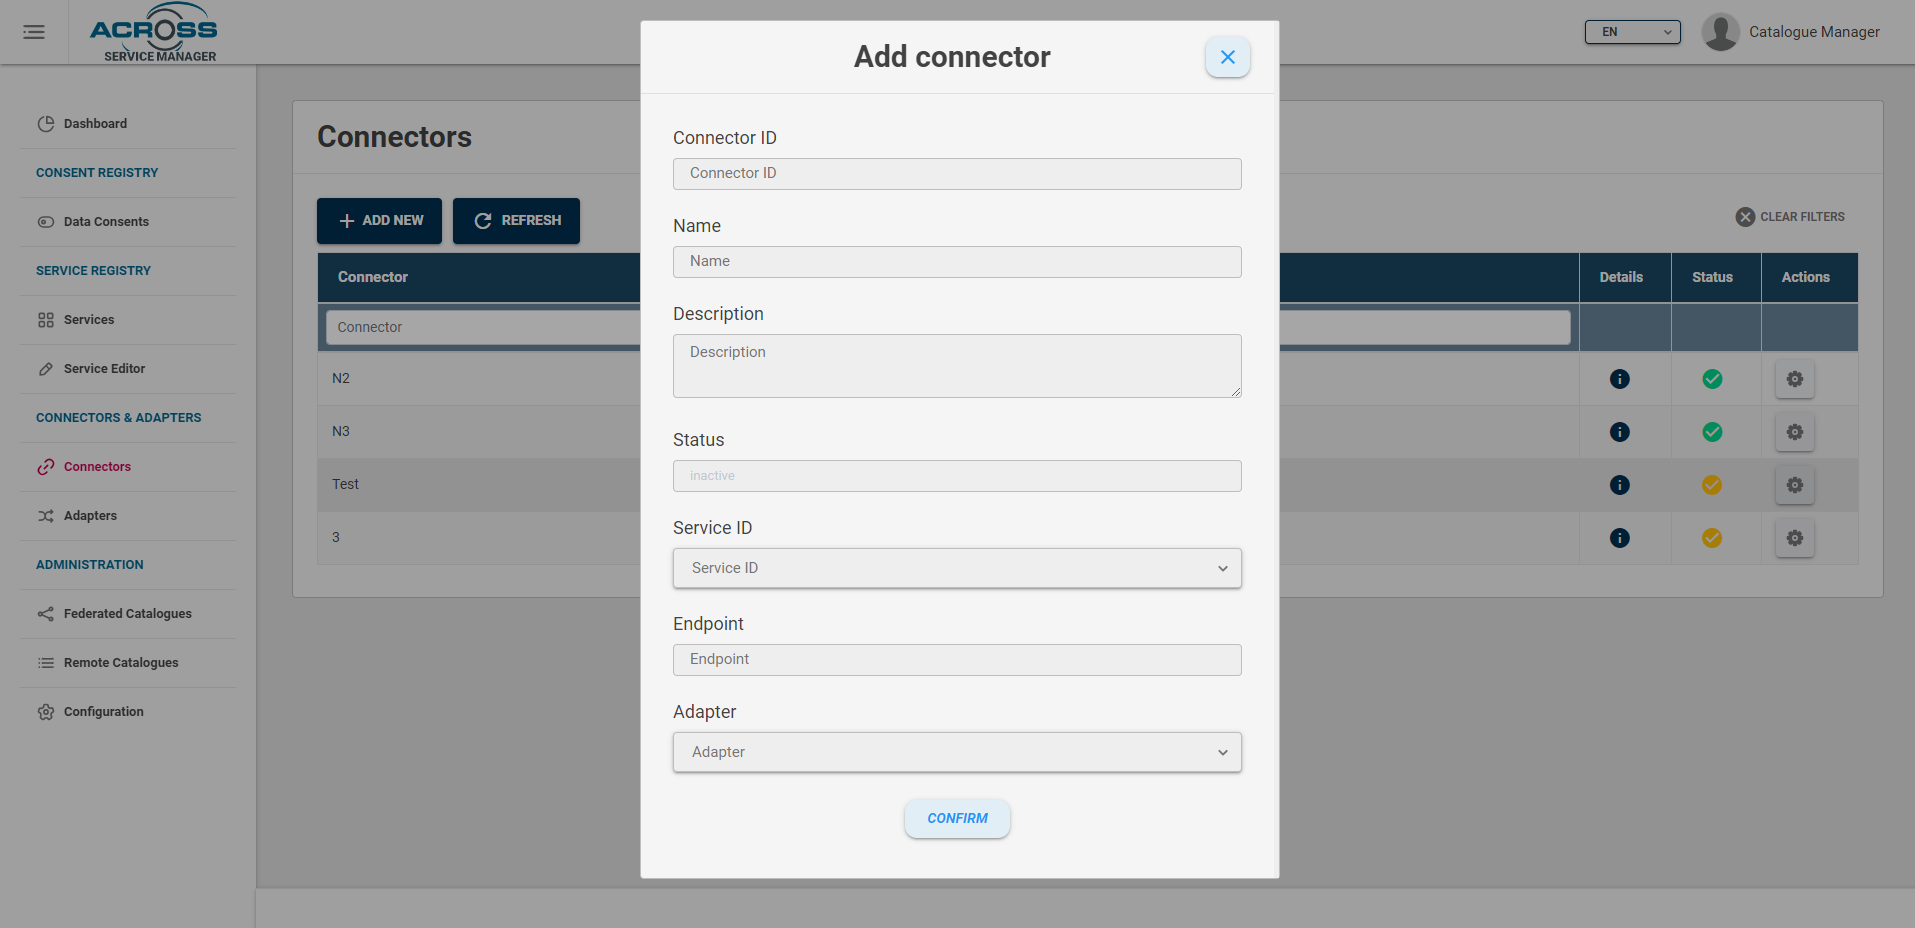 ACROSS
SERVICE MANAGER
EN
Catalogue Manager
Dashboard
CONSENT REGISTRY
Data Consents
SERVICE REGISTRY
Services
Service Editor
CONNECTORS & ADAPTERS
Connectors
Adapters
ADMINISTRATION
Federated Catalogues
Remote Catalogues
Configuration
Connectors
ADD NEW
REFRESH
CLEAR FILTERS
Connector
Details
Status
Actions
Connector
N2
N3
Test
3
Add connector
Connector ID
Connector ID
Name
Name
Description
Description
Status
inactive
Service ID
Service ID
Endpoint
Endpoint
Adapter
Adapter
CONFIRM